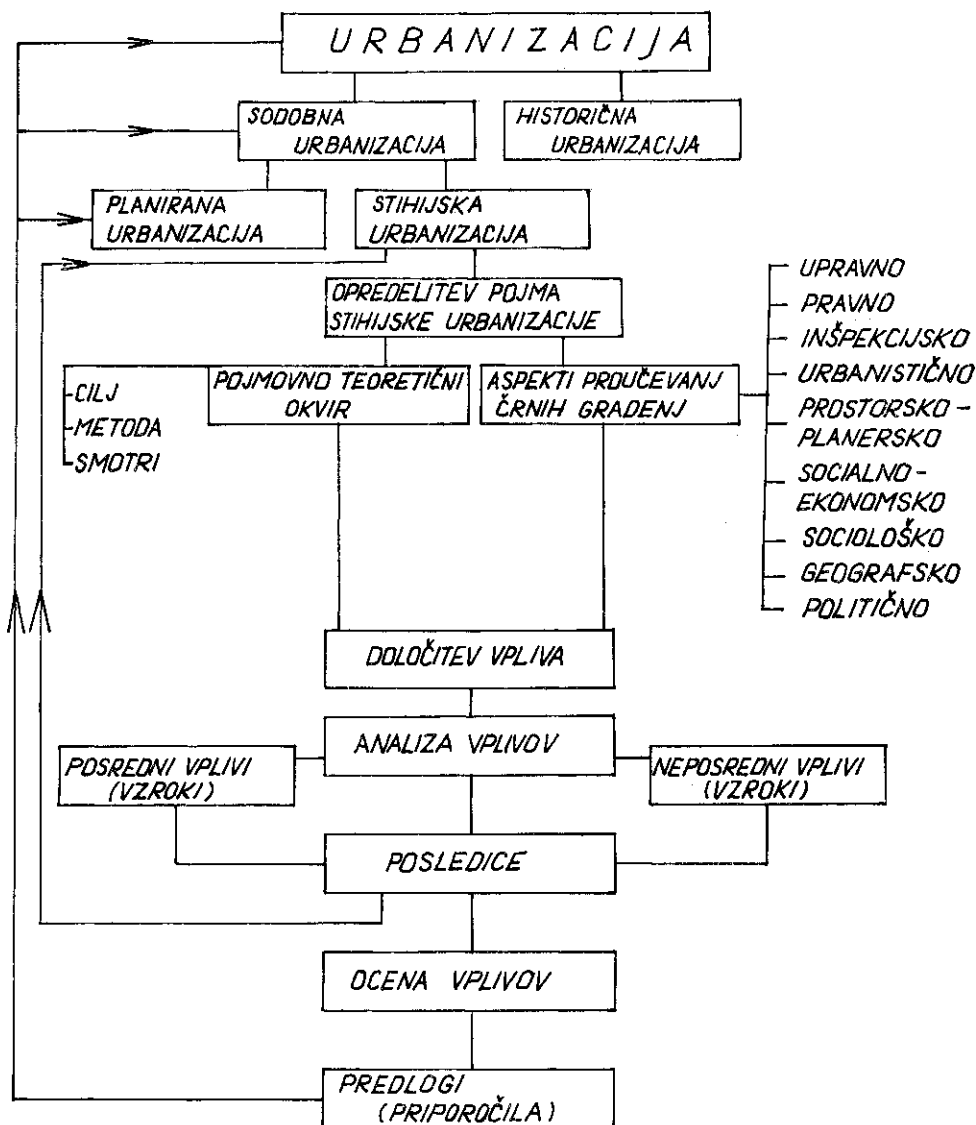 URBANIZACIJA
SODOBNA
URBANIZACIJA
HISTORIČNA
URBANIZACIJA
PLANIRANA
URBANIZACIJA
STIHIJSKA
URBANIZACIJA
OPREDELITEV POJMA
STIHIJSKE URBANIZACIJE
POJMOVNO TEORETIČNI
OKVIR
CILJ
METODA
SMOTRI
ASPEKTI PROUČEVANJ
ČRNIH GRADENJ
UPRAVNO
PRAVNO
INŠPEKCIJSKO
URBANISTIČNO
PROSTORSKO-
PLANERSKO
SOCIALNO-
EKONOMSKO
SOCIOLOŠKO
GEOGRAFSKO
POLITIČNO
DOLOČITEV VPLIVA
ANALIZA VPLIVOV
POSREDNI VPLIVI
(VZROKI)
NEPOSREDNI VPLIVI
(VZROKI)
POSLEDICE
OCENA VPLIVOV
PREDLOGI
(PRIPOROČILA)